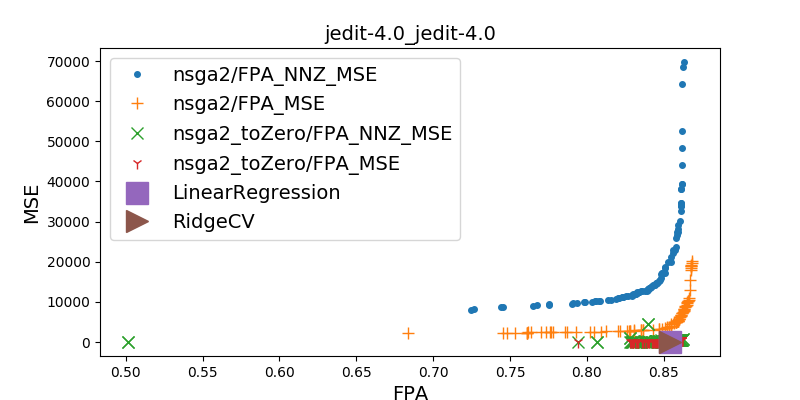 jedit-4.0_jedit-4.0
70000
60000
50000
40000
30000
20000
10000
0
MSE
nsga2/FPA_NNZ_MSE
nsga2/FPA_MSE
nsga2_toZero/FPA_NNZ_MSE
nsga2_toZero/FPA_MSE
LinearRegression
RidgeCV
0.50 0.55 0.60 0.65 0.70 0.75 0.80 0.85
FPA